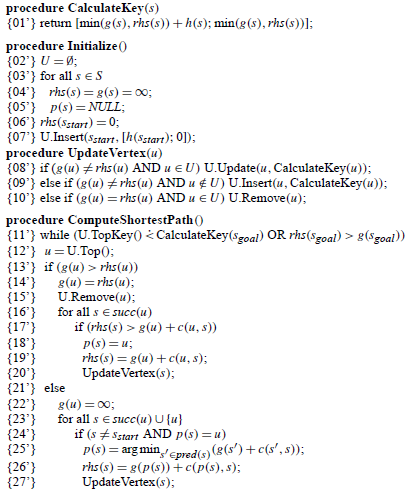 procedure CalculateKey(s)
{01'} return [min(g(s), rhs(s)) + h(s); min(g(s), rhs(s))];
procedure Initialize()
{02'} U = ∅;
{03'} for all s ∈ S
{04'} rhs(s) = g(s) = ∞;
{05'} p(s) = NULL;
{06'} rhs(s_start) = 0;
{07'} U.Insert(s_start, [h(s_start); 0]);
procedure UpdateVertex(u)
{08'} if (g(u) ≠ rhs(u) AND u ∈ U) U.Update(u, CalculateKey(u));
{09'} else if (g(u) ≠ rhs(u) AND u ∉ U) U.Insert(u, CalculateKey(u));
{10'} else if (g(u) = rhs(u) AND u ∈ U) U.Remove(u);
procedure ComputeShortestPath()
{11'} while (U.TopKey() <̇ CalculateKey(s_goal) OR rhs(s_goal) > g(s_goal))
{12'} u = U.Top();
{13'} if (g(u) > rhs(u))
{14'} g(u) = rhs(u);
{15'} U.Remove(u);
{16'} for all s ∈ succ(u)
{17'} if (rhs(s) > g(u) + c(u, s))
{18'} p(s) = u;
{19'} rhs(s) = g(u) + c(u, s);
{20'} UpdateVertex(s);
{21'} else
{22'} g(u) = ∞;
{23'} for all s ∈ succ(u) ∪ {u}
{24'} if (s ≠ s_start AND p(s) = u)
{25'} p(s) = arg min_s'∈pred(s) (g(s') + c(s', s));
{26'} rhs(s) = g(p(s)) + c(p(s), s);
{27'} UpdateVertex(s);